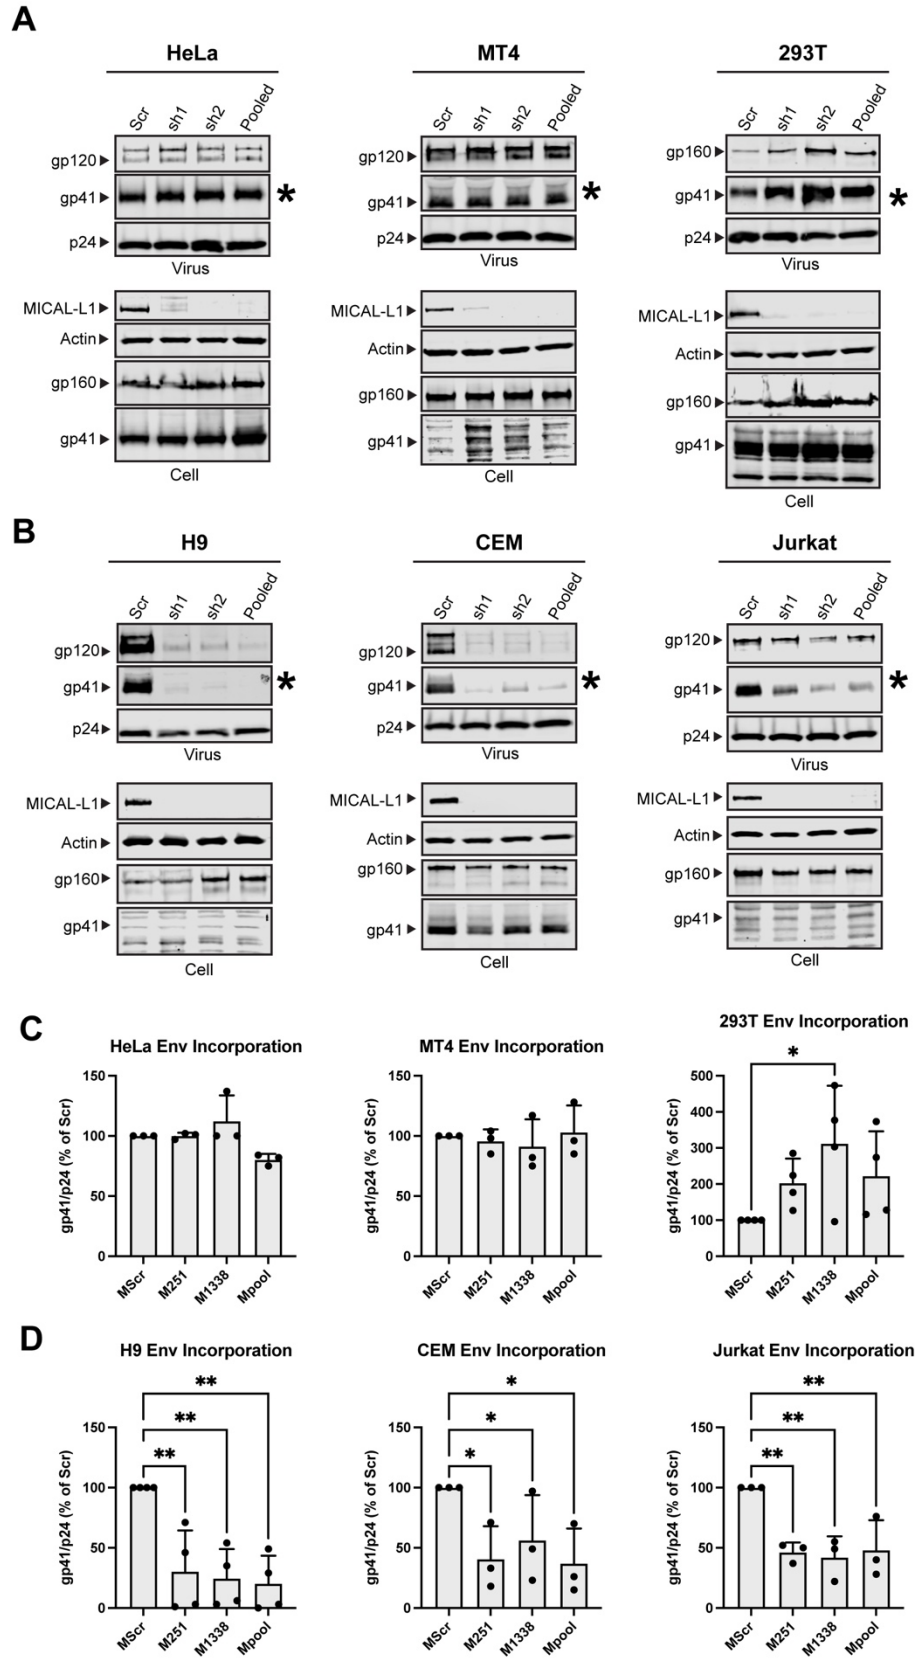 A
HeLa
MT4
293T
Scr sh1 sh2 Pooled
Scr sh1 sh2 Pooled
Scr sh1 sh2 Pooled
gp120
gp41 *
p24
Virus
MICAL-L1
Actin
gp160
gp41
Cell
gp120
gp41 *
p24
Virus
MICAL-L1
Actin
gp160
gp41
Cell
gp160
gp41 *
p24
Virus
MICAL-L1
Actin
gp160
gp41
Cell
B
H9
CEM
Jurkat
Scr sh1 sh2 Pooled
Scr sh1 sh2 Pooled
Scr sh1 sh2 Pooled
gp120
gp41 *
p24
Virus
MICAL-L1
Actin
gp160
gp41
Cell
gp120
gp41 *
p24
Virus
MICAL-L1
Actin
gp160
gp41
Cell
gp120
gp41 *
p24
Virus
MICAL-L1
Actin
gp160
gp41
Cell
C
HeLa Env Incorporation
gp41/p24 (% of Scr)
150
100
50
0
MScr M251 M1338 Mpool
MT4 Env Incorporation
gp41/p24 (% of Scr)
150
100
50
0
MScr M251 M1338 Mpool
293T Env Incorporation
*
gp41/p24 (% of Scr)
500
400
300
200
100
0
MScr M251 M1338 Mpool
D
H9 Env Incorporation
**
**
**
gp41/p24 (% of Scr)
150
100
50
0
MScr M251 M1338 Mpool
CEM Env Incorporation
*
*
*
gp41/p24 (% of Scr)
150
100
50
0
MScr M251 M1338 Mpool
Jurkat Env Incorporation
**
**
**
gp41/p24 (% of Scr)
150
100
50
0
MScr M251 M1338 Mpool